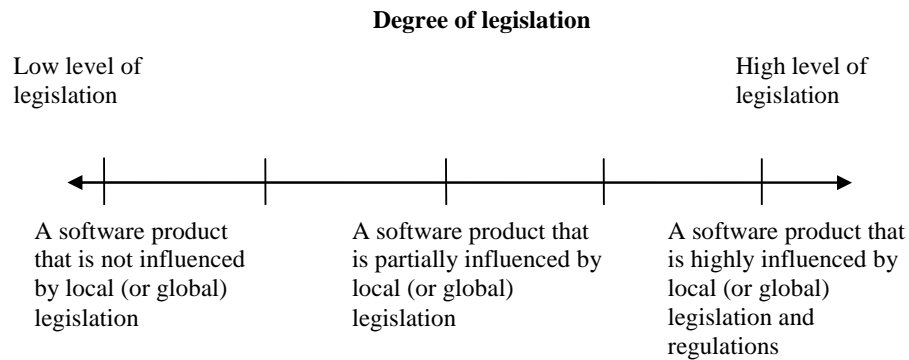 Degree of legislation
Low level of
legislation
High level of
legislation
A software product
that is not influenced
by local (or global)
legislation
A software product that
is partially influenced by
local (or global)
legislation
A software product that
is highly influenced by
local (or global)
legislation and
regulations